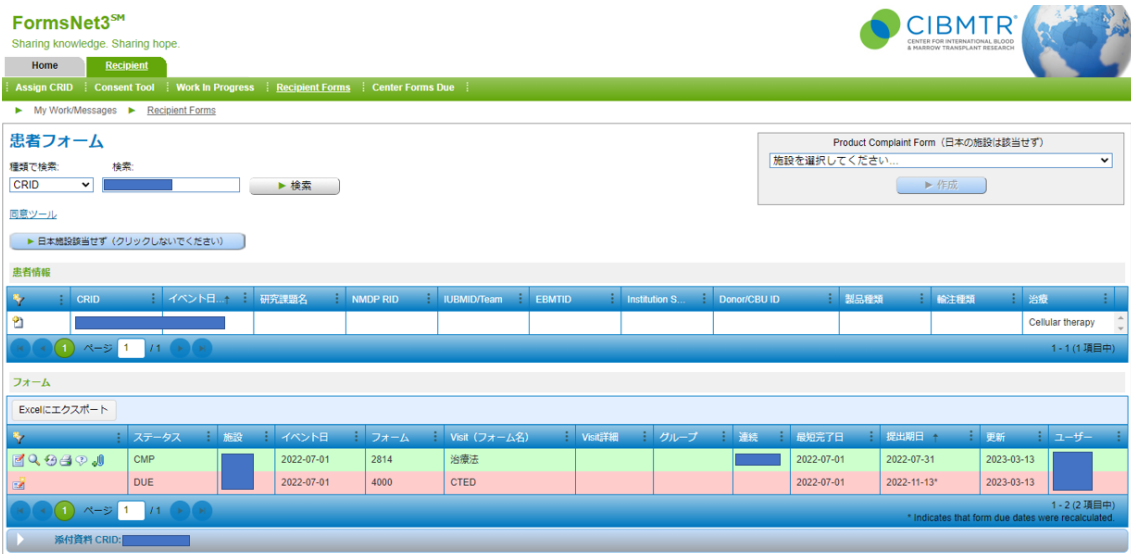 FormsNet3SM
Sharing knowledge. Sharing hope.
CIBMTR®
CENTER FOR INTERNATIONAL BLOOD
& MARROW TRANSPLANT RESEARCH
Home Recipient
Assign CRID Consent Tool Work In Progress Recipient Forms Center Forms Due
My Work/Messages Recipient Forms
患者フォーム
Product Complaint Form（日本の施設は該当せず）
種類で検索: 検索:
施設を選択してください...
CRID 検索
作成
同意ツール
日本施設該当せず（クリックしないでください）
患者情報
CRID イベント日... ↑ 研究課題名 NMDP RID IUBMID/Team EBMTID Institution S... Donor/CBU ID 製品種類 輸注種類 治療
Cellular therapy
1 ページ 1 /1 1 - 1 (1 項目中)
フォーム
Excelにエクスポート
ステータス 施設 イベント日 フォーム Visit（フォーム名） Visit詳細 グループ 連続 最短完了日 提出期日 ↑ 更新 ユーザー
CMP 2022-07-01 2814 治療法 2022-07-01 2022-07-31 2023-03-13
DUE 2022-07-01 4000 CTED 2022-07-01 2022-11-13* 2023-03-13
1 ページ 1 /1 1 - 2 (2 項目中)
* Indicates that form due dates were recalculated.
添付資料 CRID: